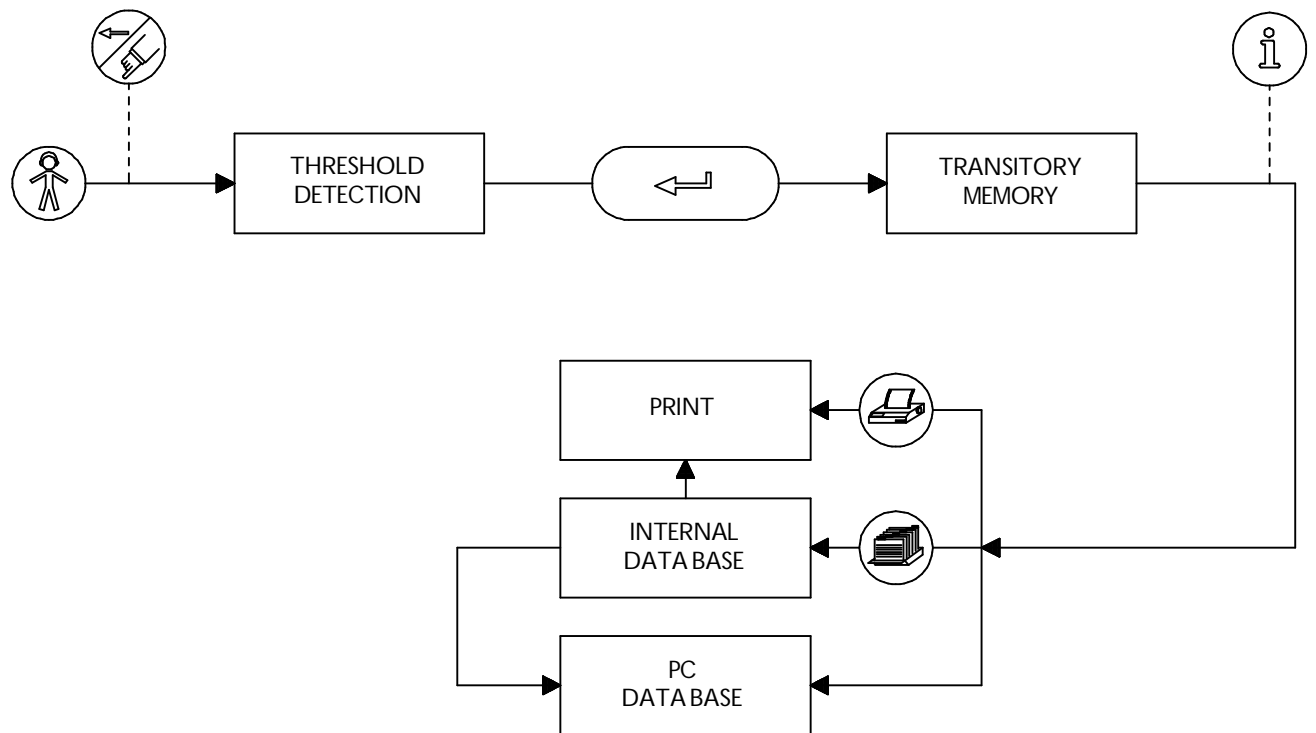 THRESHOLD
DETECTION
TRANSITORY
MEMORY
PRINT
INTERNAL
DATA BASE
PC
DATA BASE